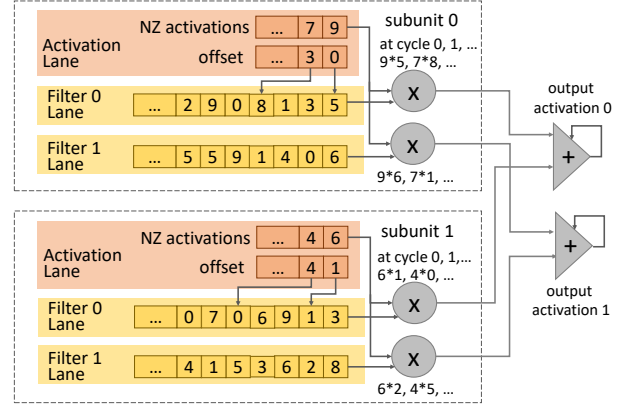 NZ activations ... 7 9
subunit 0
Activation
Lane
offset ... 3 0
at cycle 0, 1, ...
9*5, 7*8, ...
Filter 0
Lane
... 2 9 0 8 1 3 5
X
Filter 1
Lane
... 5 5 9 1 4 0 6
X
9*6, 7*1, ...
output
activation 0
+
NZ activations ... 4 6
subunit 1
Activation
Lane
offset ... 4 1
at cycle 0, 1,...
6*1, 4*0, ...
Filter 0
Lane
... 0 7 0 6 9 1 3
X
Filter 1
Lane
... 4 1 5 3 6 2 8
X
6*2, 4*5, ...
+
output
activation 1